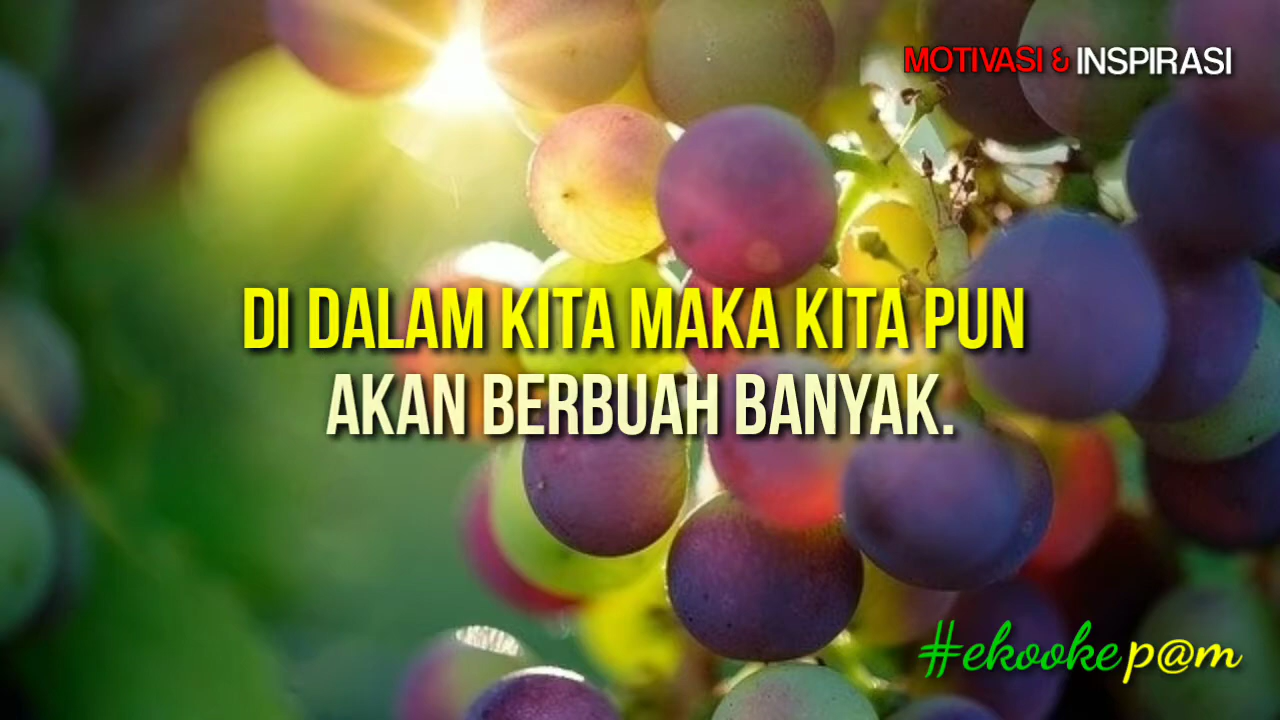 MOTIVASI & INSPIRASI
DI DALAM KITA MAKA KITA PUN
AKAN BERBUAH BANYAK.
#ekookep@m